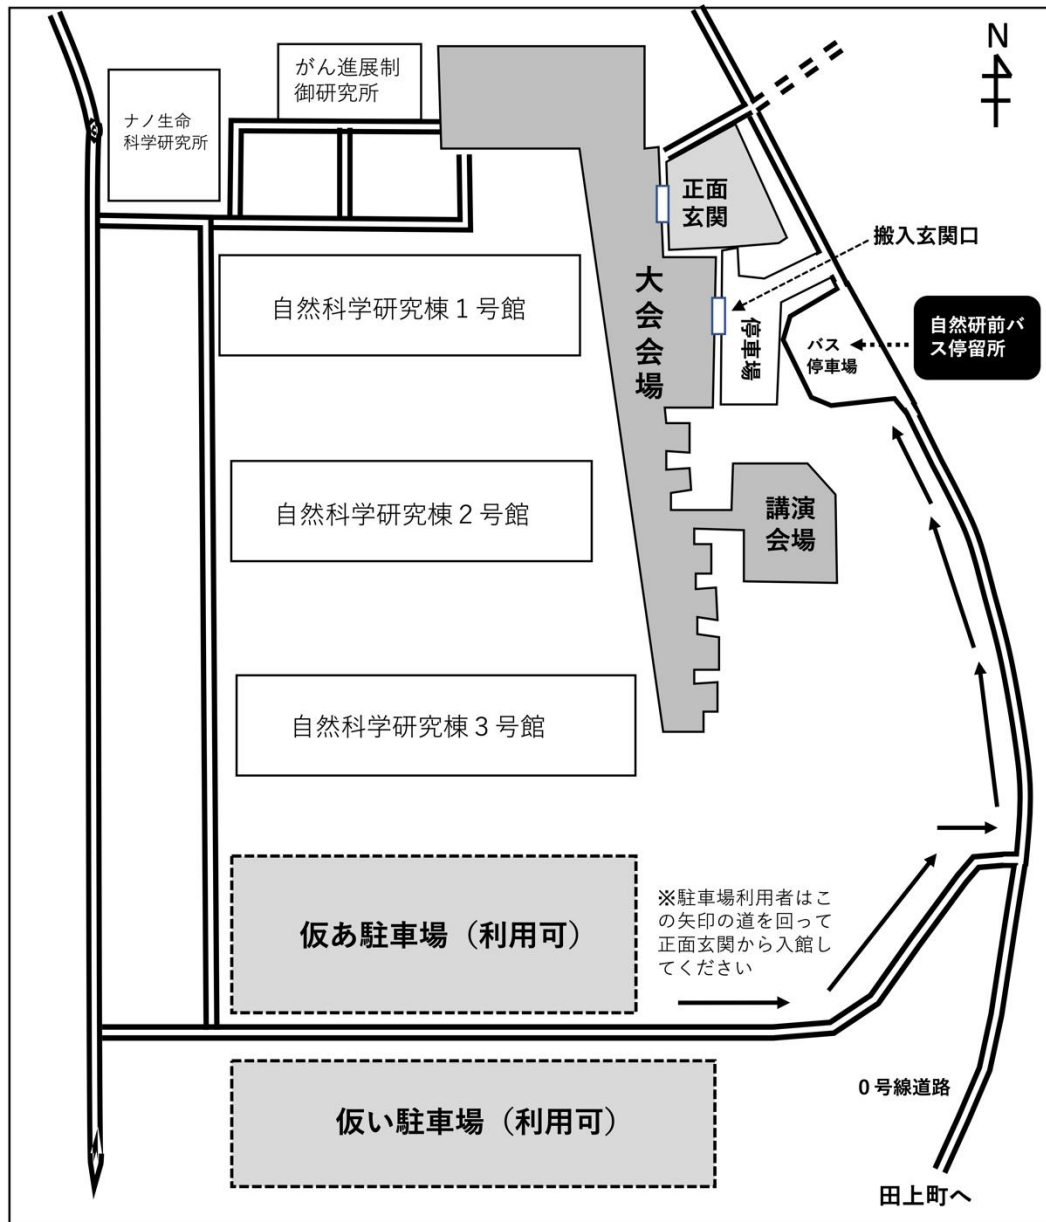 N
がん進展制
御研究所
ナノ生命
科学研究所
正面
玄関
搬入玄関口
自然科学研究棟１号館
大会会場
停車場
バス
停車場
自然研前バ
ス停留所
自然科学研究棟２号館
講演
会場
自然科学研究棟３号館
仮あ駐車場（利用可）
※駐車場利用者はこ
の矢印の道を回って
正面玄関から入館し
てください
仮い駐車場（利用可）
０号線道路
田上町へ